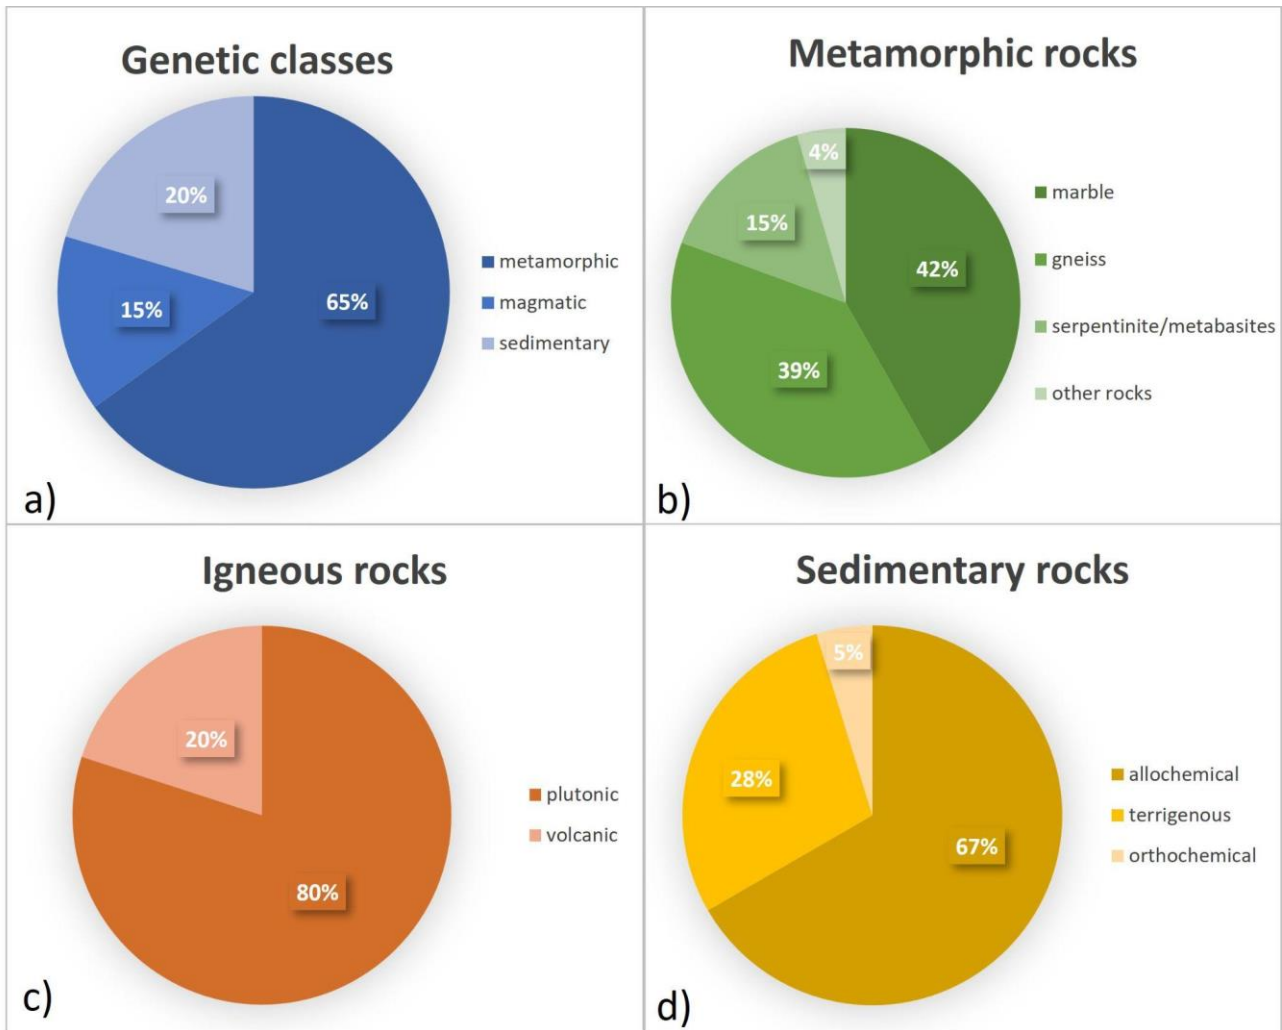 Genetic classes
20%
15%
65%
metamorphic
magmatic
sedimentary
a)
Metamorphic rocks
4%
15%
42%
39%
marble
gneiss
serpentinite/metabasites
other rocks
b)
Igneous rocks
20%
80%
plutonic
volcanic
c)
Sedimentary rocks
5%
28%
67%
allochemical
terrigenous
orthochemical
d)